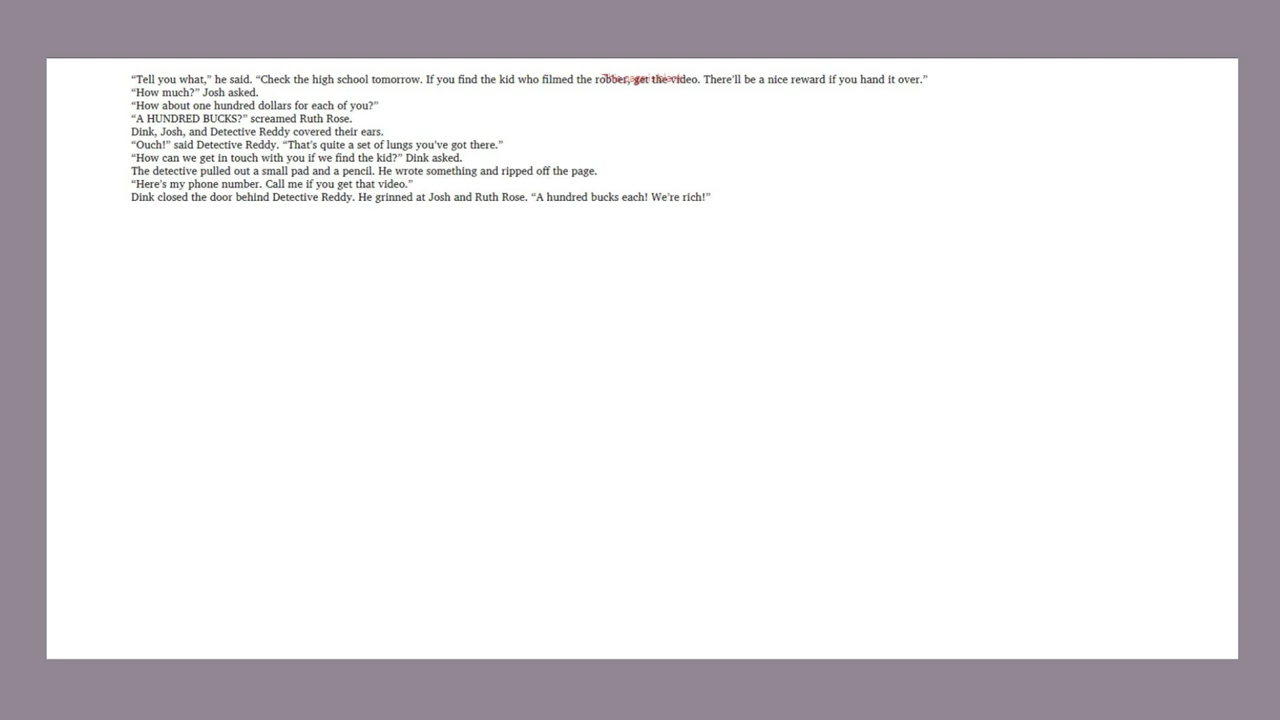 “Tell you what,” he said. “Check the high school tomorrow. If you find the kid who filmed the robber, get the video. There’ll be a nice reward if you hand it over.”
“How much?” Josh asked.
“How about one hundred dollars for each of you?”
“A HUNDRED BUCKS?” screamed Ruth Rose.
Dink, Josh, and Detective Reddy covered their ears.
“Ouch!” said Detective Reddy. “That’s quite a set of lungs you’ve got there.”
“How can we get in touch with you if we find the kid?” Dink asked.
The detective pulled out a small pad and a pencil. He wrote something and ripped off the page.
“Here’s my phone number. Call me if you get that video.”
Dink closed the door behind Detective Reddy. He grinned at Josh and Ruth Rose. “A hundred bucks each! We’re rich!”